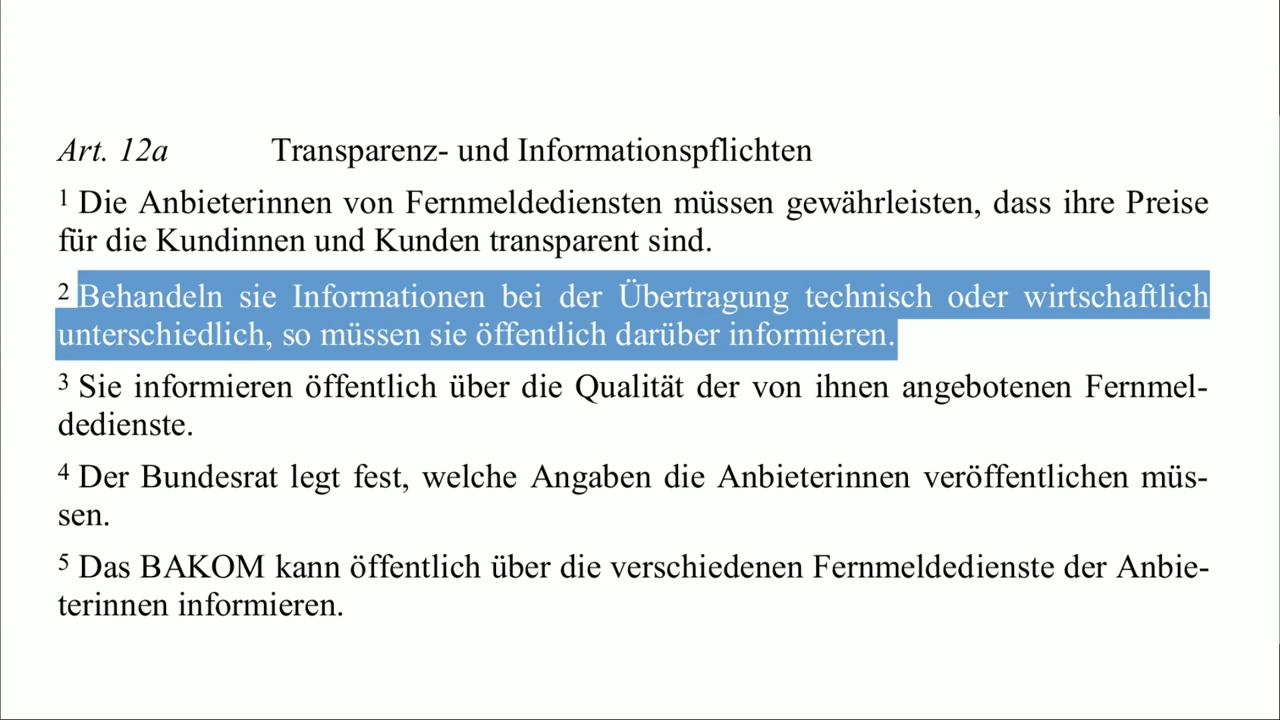 Art. 12a Transparenz- und Informationspflichten
1 Die Anbieterinnen von Fernmeldediensten müssen gewährleisten, dass ihre Preise
für die Kundinnen und Kunden transparent sind.
2 Behandeln sie Informationen bei der Übertragung technisch oder wirtschaftlich
unterschiedlich, so müssen sie öffentlich darüber informieren.
3 Sie informieren öffentlich über die Qualität der von ihnen angebotenen Fernmel-
dedienste.
4 Der Bundesrat legt fest, welche Angaben die Anbieterinnen veröffentlichen müs-
sen.
5 Das BAKOM kann öffentlich über die verschiedenen Fernmeldedienste der Anbie-
terinnen informieren.